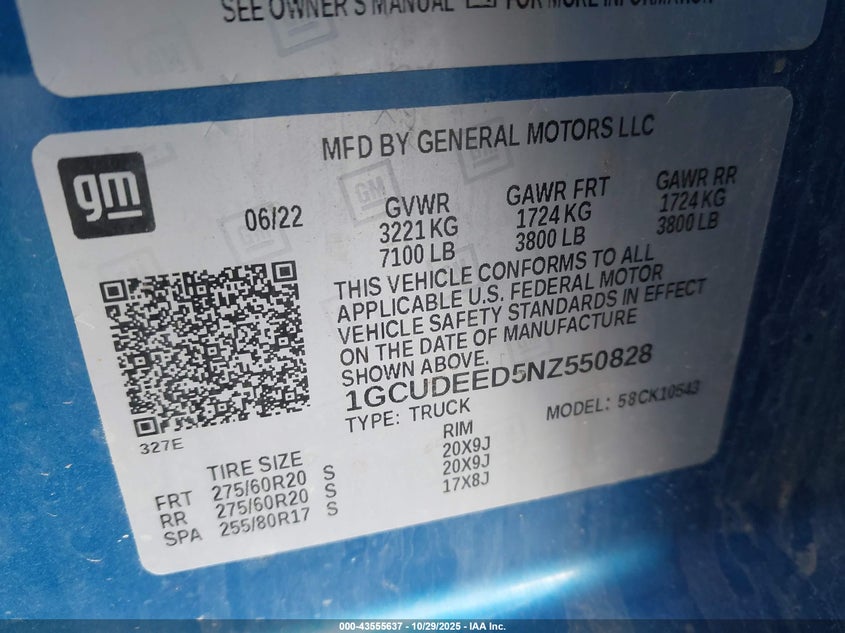 SEE OWNER'S MANUAL FOR MORE INFORMATION
MFD BY GENERAL MOTORS LLC
gm
06/22
GVWR
3221 KG
7100 LB
GAWR FRT
1724 KG
3800 LB
GAWR RR
1724 KG
3800 LB
THIS VEHICLE CONFORMS TO ALL
APPLICABLE U.S. FEDERAL MOTOR
VEHICLE SAFETY STANDARDS IN EFFECT
ON THE DATE OF MANUFACTURE
SHOWN ABOVE.
1GCUDEED5NZ550828
TYPE: TRUCK MODEL: 58CK10543
327E
TIRE SIZE RIM
FRT 275/60R20 S 20X9J
RR 275/60R20 S 20X9J
SPA 255/80R17 S 17X8J
000-43555637 - 10/29/2025 - IAA Inc.